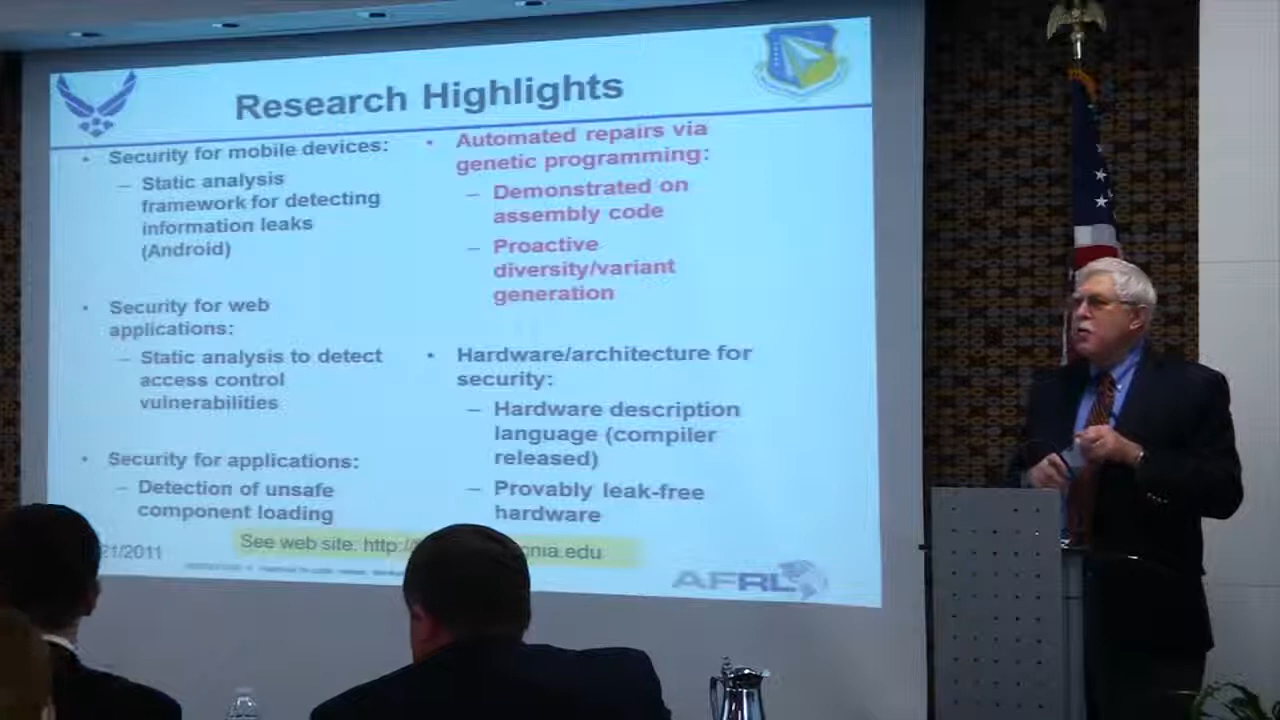 Research Highlights
• Security for mobile devices:
– Static analysis
framework for detecting
information leaks
(Android)
• Security for web
applications:
– Static analysis to detect
access control
vulnerabilities
• Security for applications:
– Detection of unsafe
component loading
• Automated repairs via
genetic programming:
– Demonstrated on
assembly code
– Proactive
diversity/variant
generation
• Hardware/architecture for
security:
– Hardware description
language (compiler
released)
– Provably leak-free
hardware
See web site: http://
.edu
21/2011
AFRL